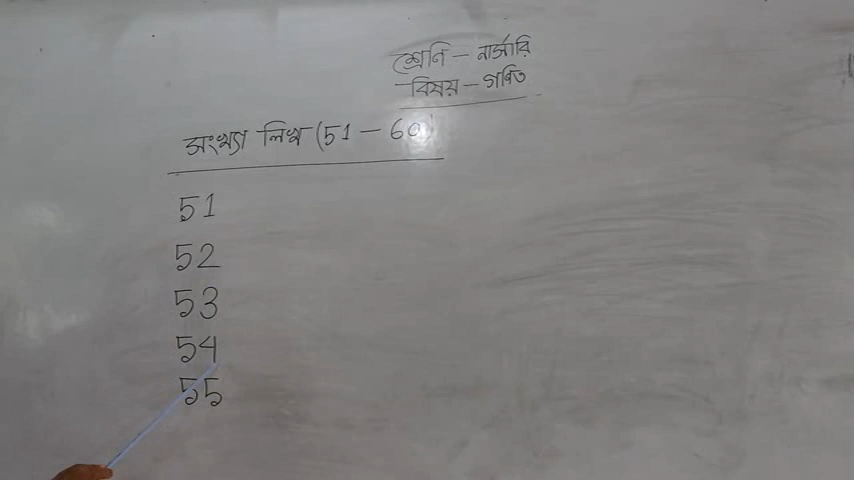 শ্রেণি - নার্সারি
বিষয় - গণিত
সংখ্যা লিখ (51 - 60)
51
52
53
54
55